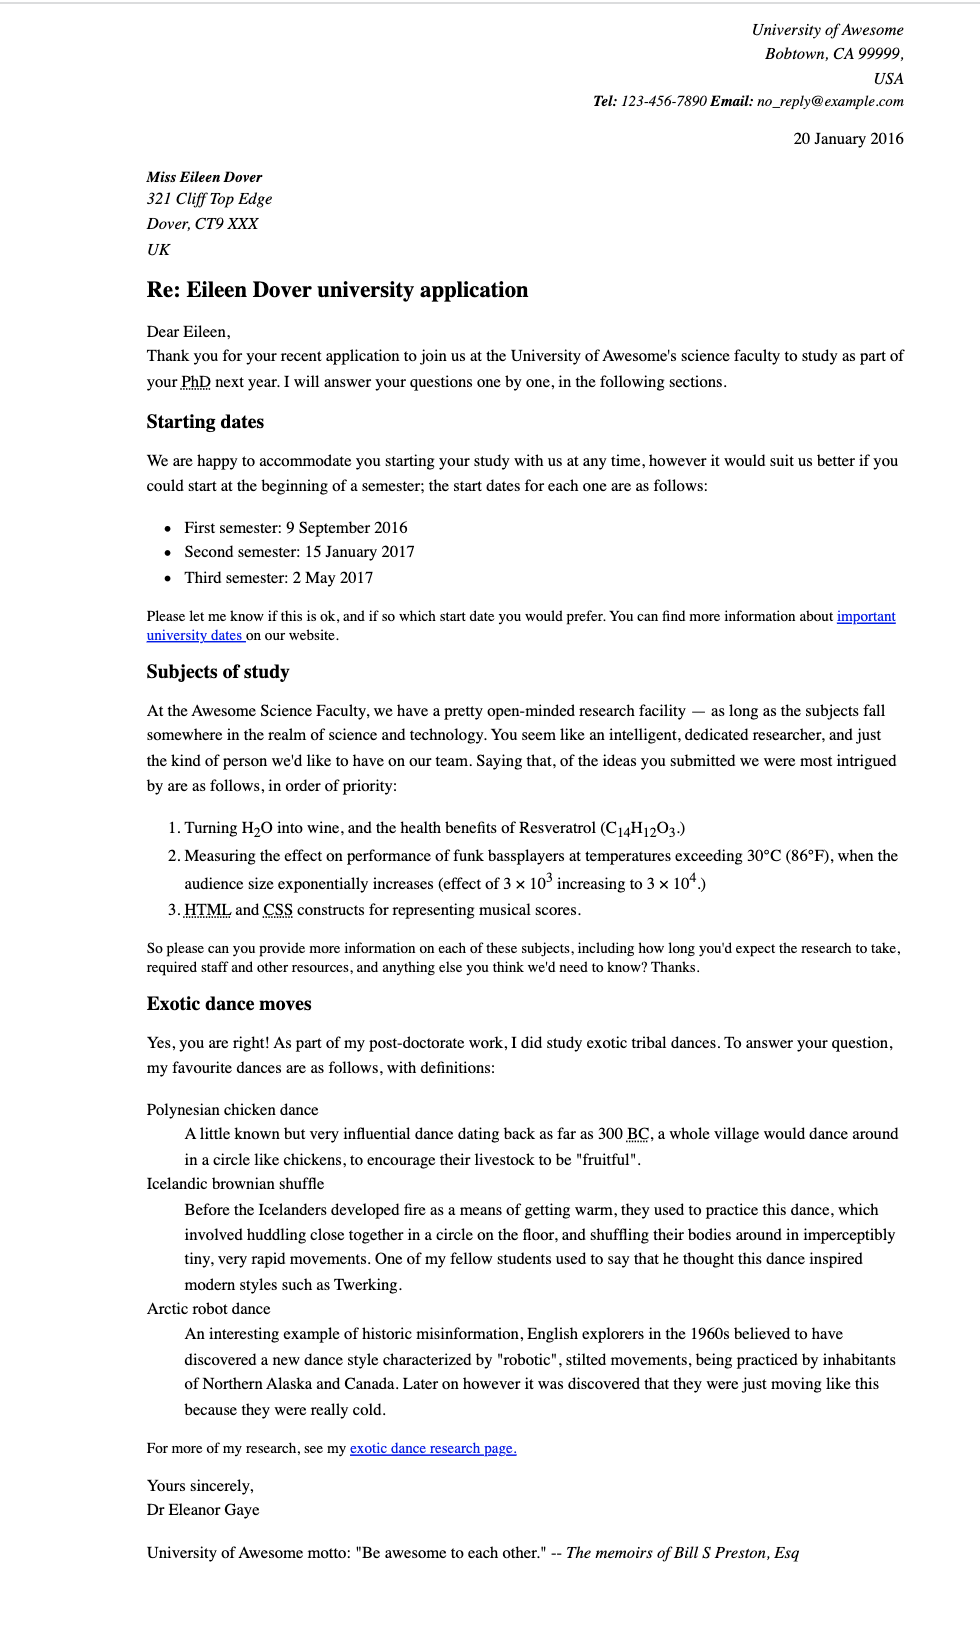 University of Awesome
Bobtown, CA 99999,
USA
Tel: 123-456-7890 Email: no_reply@example.com
20 January 2016
Miss Eileen Dover
321 Cliff Top Edge
Dover, CT9 XXX
UK
Re: Eileen Dover university application
Dear Eileen,
Thank you for your recent application to join us at the University of Awesome's science faculty to study as part of
your PhD next year. I will answer your questions one by one, in the following sections.
Starting dates
We are happy to accommodate you starting your study with us at any time, however it would suit us better if you
could start at the beginning of a semester; the start dates for each one are as follows:
• First semester: 9 September 2016
• Second semester: 15 January 2017
• Third semester: 2 May 2017
Please let me know if this is ok, and if so which start date you would prefer. You can find more information about important
university dates on our website.
Subjects of study
At the Awesome Science Faculty, we have a pretty open-minded research facility — as long as the subjects fall
somewhere in the realm of science and technology. You seem like an intelligent, dedicated researcher, and just
the kind of person we'd like to have on our team. Saying that, of the ideas you submitted we were most intrigued
by are as follows, in order of priority:
1. Turning H₂O into wine, and the health benefits of Resveratrol (C₁₄H₁₂O₃.)
2. Measuring the effect on performance of funk bassplayers at temperatures exceeding 30°C (86°F), when the
audience size exponentially increases (effect of 3 × 10³ increasing to 3 × 10⁴.)
3. HTML and CSS constructs for representing musical scores.
So please can you provide more information on each of these subjects, including how long you'd expect the research to take,
required staff and other resources, and anything else you think we'd need to know? Thanks.
Exotic dance moves
Yes, you are right! As part of my post-doctorate work, I did study exotic tribal dances. To answer your question,
my favourite dances are as follows, with definitions:
Polynesian chicken dance
A little known but very influential dance dating back as far as 300 BC, a whole village would dance around
in a circle like chickens, to encourage their livestock to be "fruitful".
Icelandic brownian shuffle
Before the Icelanders developed fire as a means of getting warm, they used to practice this dance, which
involved huddling close together in a circle on the floor, and shuffling their bodies around in imperceptibly
tiny, very rapid movements. One of my fellow students used to say that he thought this dance inspired
modern styles such as Twerking.
Arctic robot dance
An interesting example of historic misinformation, English explorers in the 1960s believed to have
discovered a new dance style characterized by "robotic", stilted movements, being practiced by inhabitants
of Northern Alaska and Canada. Later on however it was discovered that they were just moving like this
because they were really cold.
For more of my research, see my exotic dance research page.
Yours sincerely,
Dr Eleanor Gaye
University of Awesome motto: "Be awesome to each other." -- The memoirs of Bill S Preston, Esq